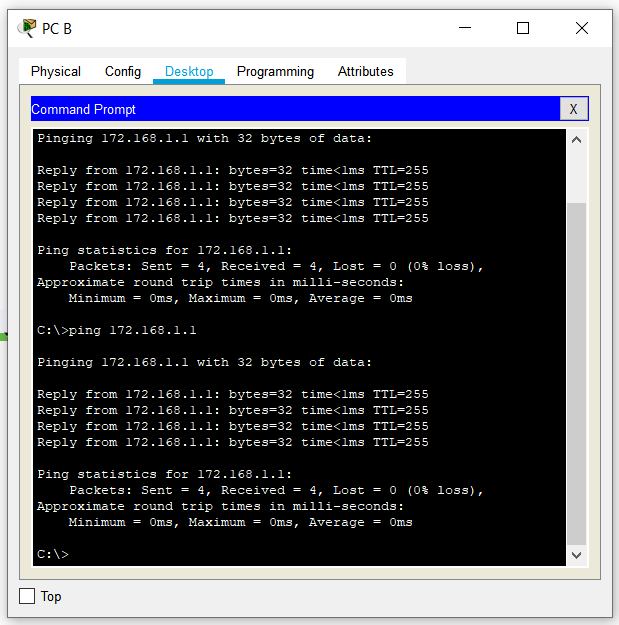 PC B
Physical Config Desktop Programming Attributes
Command Prompt X
Pinging 172.168.1.1 with 32 bytes of data:
Reply from 172.168.1.1: bytes=32 time<1ms TTL=255
Reply from 172.168.1.1: bytes=32 time<1ms TTL=255
Reply from 172.168.1.1: bytes=32 time<1ms TTL=255
Reply from 172.168.1.1: bytes=32 time<1ms TTL=255
Ping statistics for 172.168.1.1:
    Packets: Sent = 4, Received = 4, Lost = 0 (0% loss),
Approximate round trip times in milli-seconds:
    Minimum = 0ms, Maximum = 0ms, Average = 0ms
C:\>ping 172.168.1.1
Pinging 172.168.1.1 with 32 bytes of data:
Reply from 172.168.1.1: bytes=32 time<1ms TTL=255
Reply from 172.168.1.1: bytes=32 time<1ms TTL=255
Reply from 172.168.1.1: bytes=32 time<1ms TTL=255
Reply from 172.168.1.1: bytes=32 time<1ms TTL=255
Ping statistics for 172.168.1.1:
    Packets: Sent = 4, Received = 4, Lost = 0 (0% loss),
Approximate round trip times in milli-seconds:
    Minimum = 0ms, Maximum = 0ms, Average = 0ms
C:\>
Top